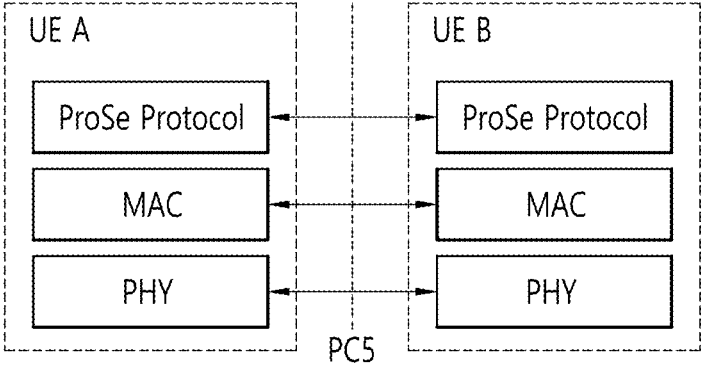 UE A
UE B
ProSe Protocol
ProSe Protocol
MAC
MAC
PHY
PHY
PC5